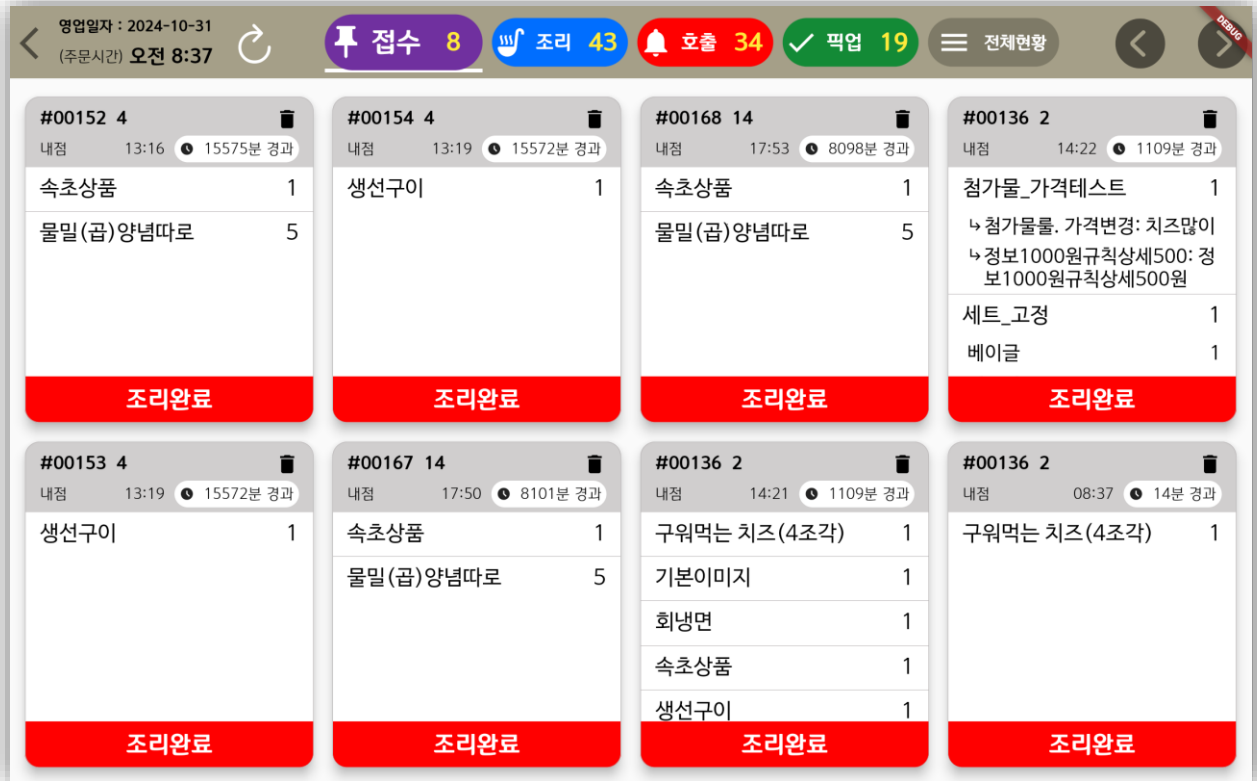 영업일자 : 2024-10-31
(주문시간) 오전 8:37
접수 8
조리 43
호출 34
픽업 19
전체현황
DEBUG
#00152 4
내점 13:16 15575분 경과
속초상품 1
물밀(곱)양념따로 5
조리완료
#00154 4
내점 13:19 15572분 경과
생선구이 1
조리완료
#00168 14
내점 17:53 8098분 경과
속초상품 1
물밀(곱)양념따로 5
조리완료
#00136 2
내점 14:22 1109분 경과
첨가물_가격테스트 1
↳첨가물룰. 가격변경: 치즈많이
↳정보1000원규칙상세500: 정
보1000원규칙상세500원
세트_고정 1
베이글 1
조리완료
#00153 4
내점 13:19 15572분 경과
생선구이 1
조리완료
#00167 14
내점 17:50 8101분 경과
속초상품 1
물밀(곱)양념따로 5
조리완료
#00136 2
내점 14:21 1109분 경과
구워먹는 치즈(4조각) 1
기본이미지 1
회냉면 1
속초상품 1
생선구이 1
조리완료
#00136 2
내점 08:37 14분 경과
구워먹는 치즈(4조각) 1
조리완료